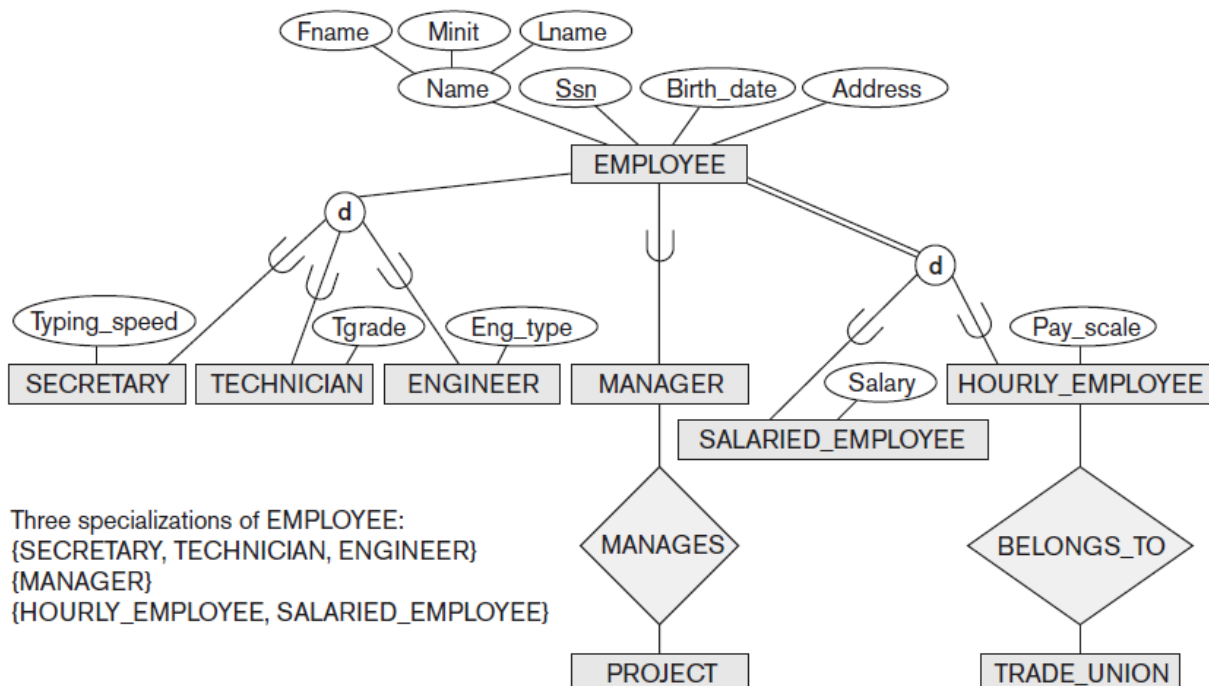 Fname Minit Lname
Name Ssn Birth_date Address
EMPLOYEE
d
d
Typing_speed Tgrade Eng_type Pay_scale
SECRETARY TECHNICIAN ENGINEER MANAGER Salary HOURLY_EMPLOYEE
SALARIED_EMPLOYEE
Three specializations of EMPLOYEE:
{SECRETARY, TECHNICIAN, ENGINEER}
{MANAGER}
{HOURLY_EMPLOYEE, SALARIED_EMPLOYEE}
MANAGES BELONGS_TO
PROJECT TRADE_UNION